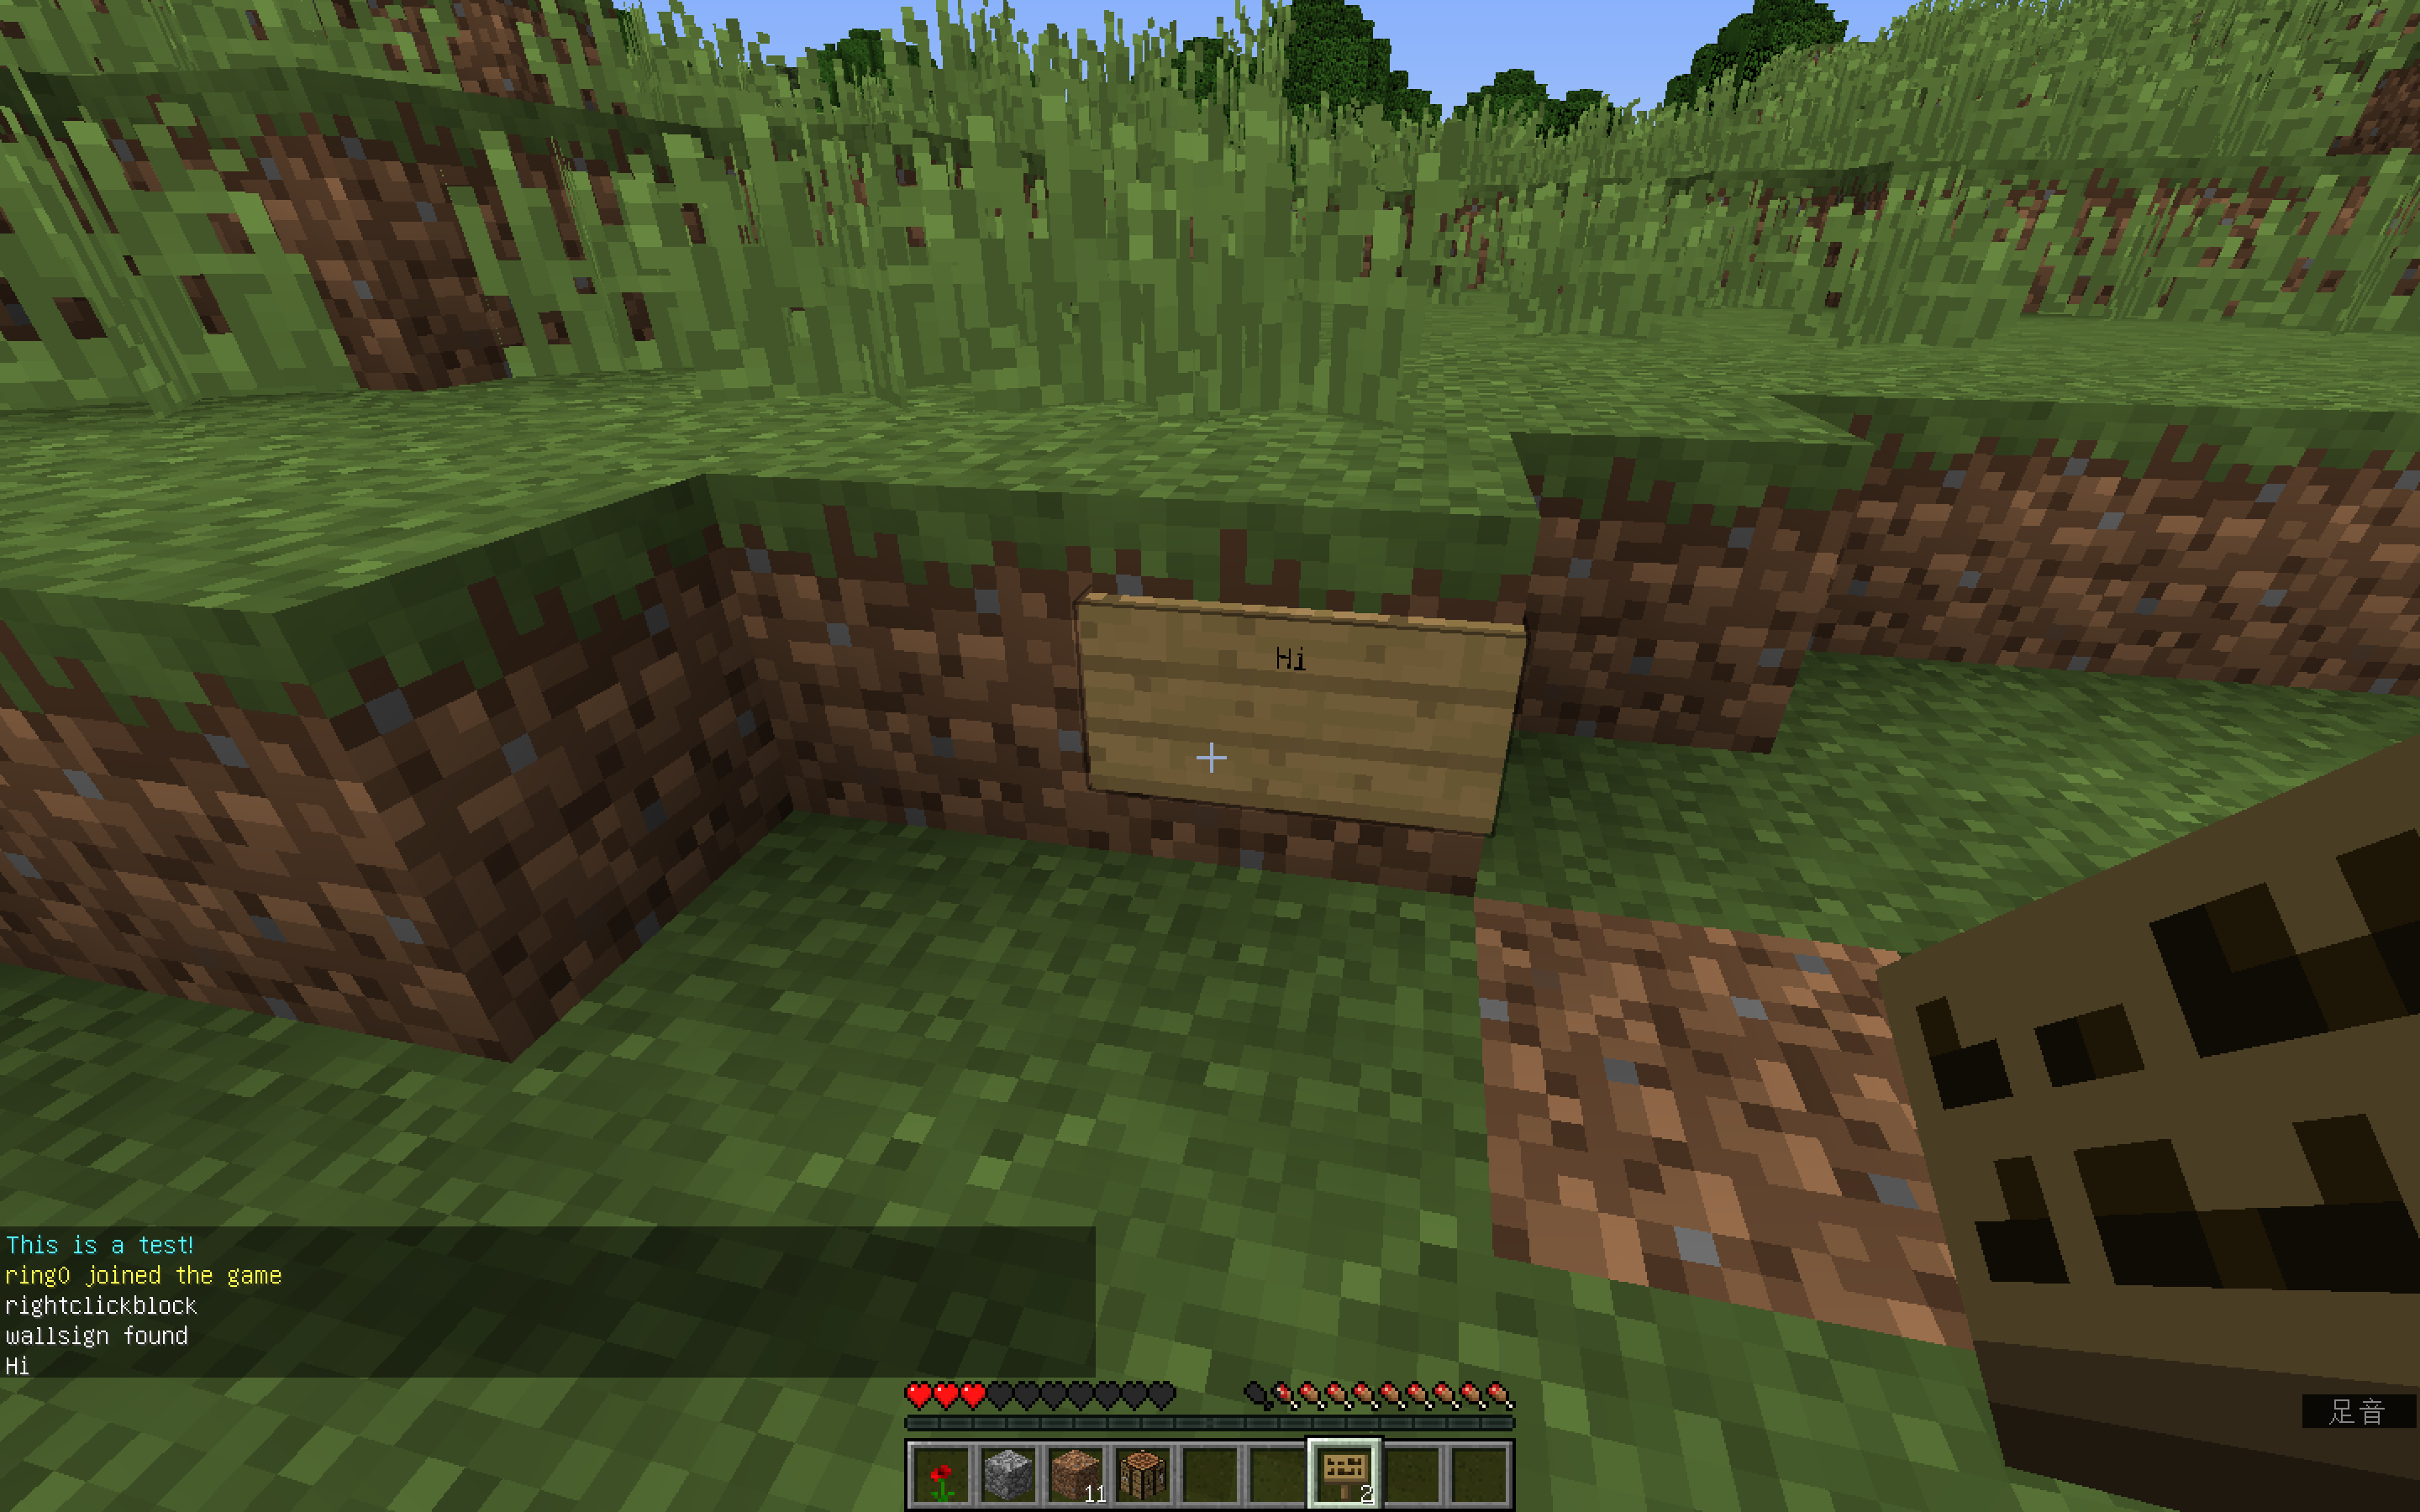 Hi
This is a test!
ring0 joined the game
rightclickblock
wallsign found
Hi
足音
11
2